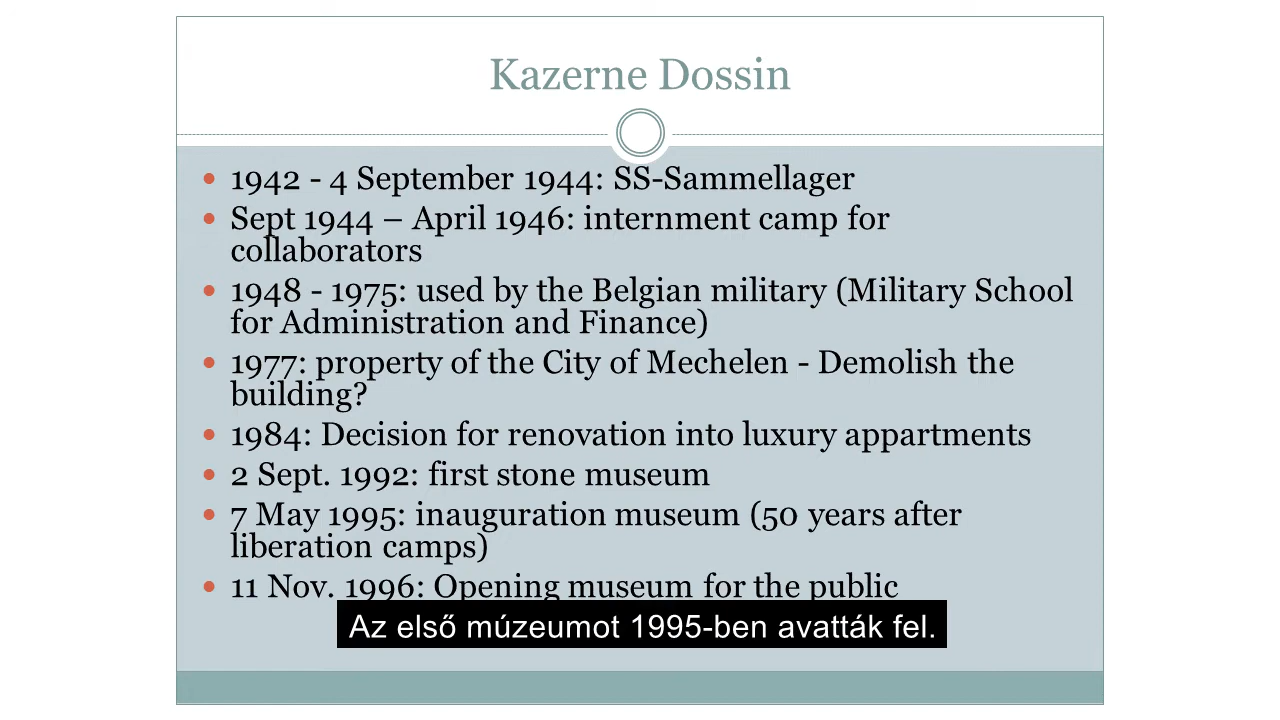 Kazerne Dossin
• 1942 - 4 September 1944: SS-Sammellager
• Sept 1944 – April 1946: internment camp for
collaborators
• 1948 - 1975: used by the Belgian military (Military School
for Administration and Finance)
• 1977: property of the City of Mechelen - Demolish the
building?
• 1984: Decision for renovation into luxury appartments
• 2 Sept. 1992: first stone museum
• 7 May 1995: inauguration museum (50 years after
liberation camps)
• 11 Nov. 1996: Opening museum for the public
Az első múzeumot 1995-ben avatták fel.